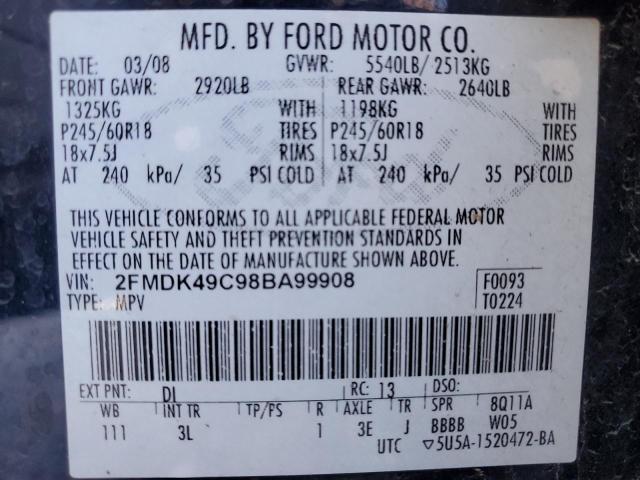 MFD. BY FORD MOTOR CO.
DATE: 03/08 GVWR: 5540LB/ 2513KG
FRONT GAWR: 2920LB REAR GAWR: 2640LB
1325KG WITH 1198KG WITH
P245/60R18 TIRES P245/60R18 TIRES
18x7.5J RIMS 18x7.5J RIMS
AT 240 kPa/ 35 PSI COLD AT 240 kPa/ 35 PSI COLD
THIS VEHICLE CONFORMS TO ALL APPLICABLE FEDERAL MOTOR
VEHICLE SAFETY AND THEFT PREVENTION STANDARDS IN
EFFECT ON THE DATE OF MANUFACTURE SHOWN ABOVE.
VIN: 2FMDK49C98BA99908 F0093
TYPE: MPV T0224
EXT PNT: DI RC: 13 DSO:
WB INT TR TP/PS R AXLE TR SPR 8Q11A
111 3L 1 3E J BBBB W05
UTC ▽5U5A-1520472-BA